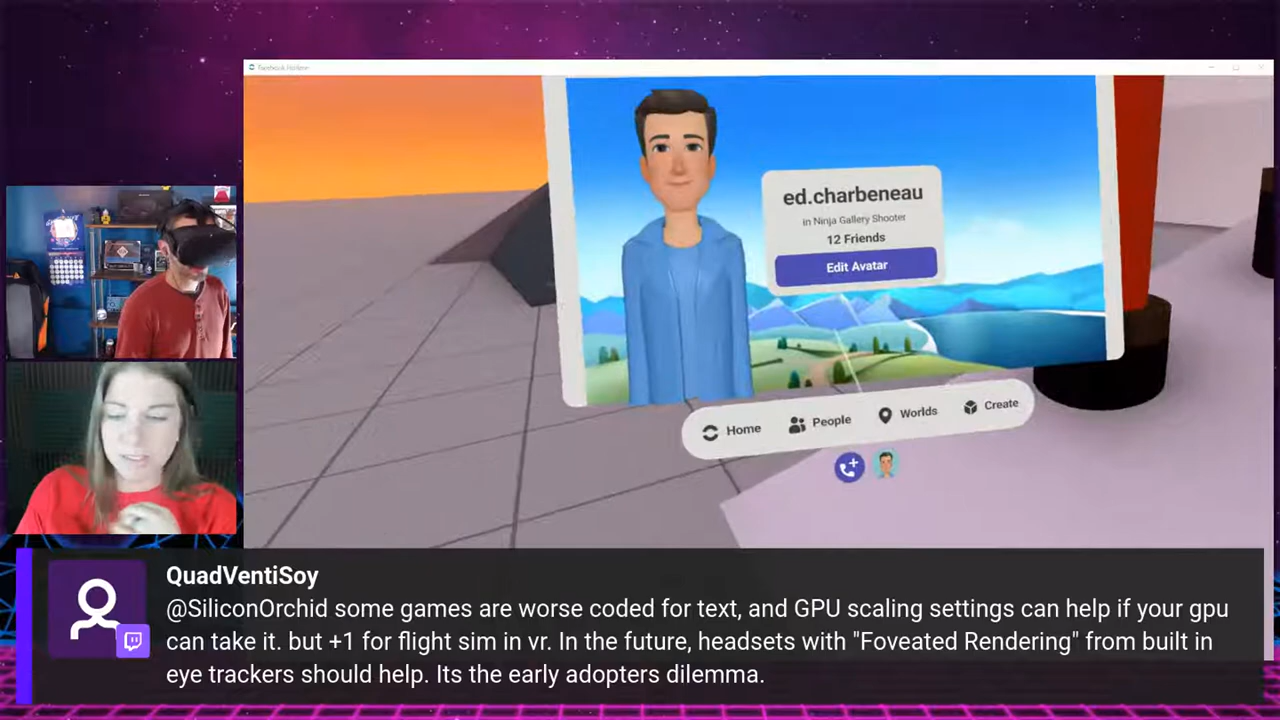 Facebook Horizon
ed.charbeneau
in Ninja Gallery Shooter
12 Friends
Edit Avatar
Home
People
Worlds
Create
QuadVentiSoy
@SiliconOrchid some games are worse coded for text, and GPU scaling settings can help if your gpu
can take it. but +1 for flight sim in vr. In the future, headsets with "Foveated Rendering" from built in
eye trackers should help. Its the early adopters dilemma.